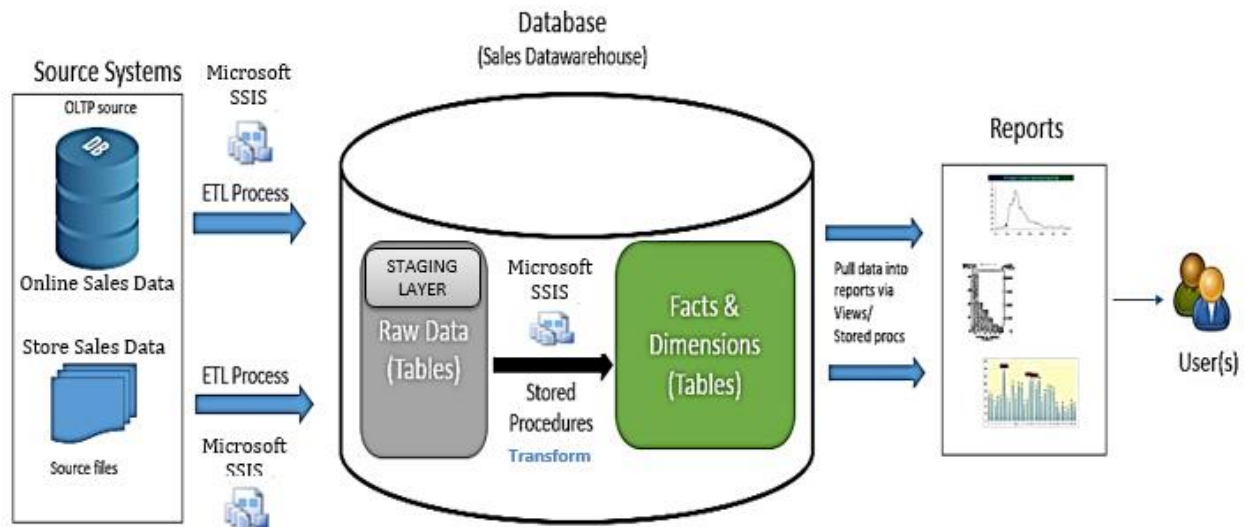 Database
(Sales Datawarehouse)
Source Systems
Microsoft
SSIS
OLTP source
DB
ETL Process
Online Sales Data
Store Sales Data
ETL Process
Source files
Microsoft
SSIS
STAGING
LAYER
Raw Data
(Tables)
Microsoft
SSIS
Stored
Procedures
Transform
Facts &
Dimensions
(Tables)
Pull data into
reports via
Views/
Stored procs
Reports
User(s)